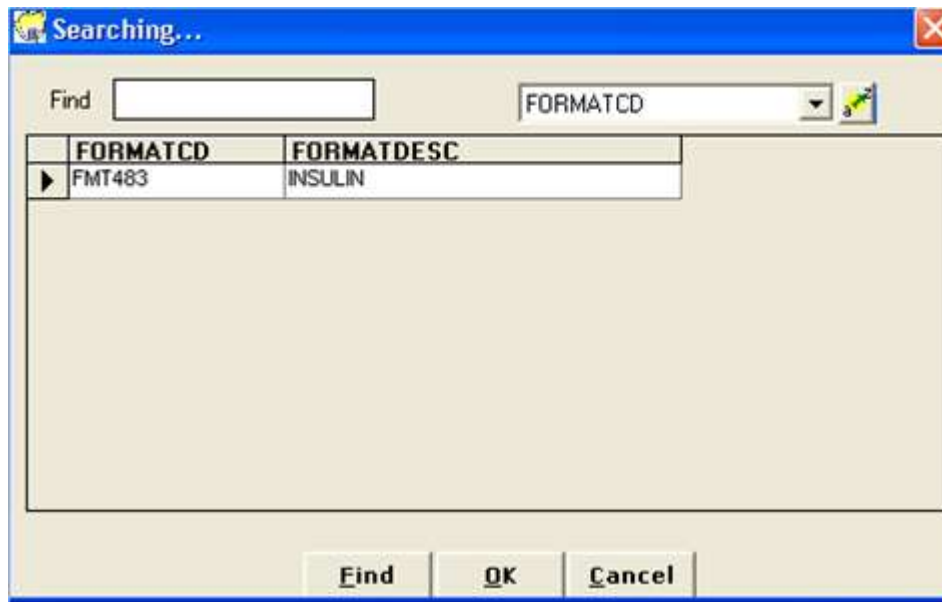 Searching...
Find FORMATCD
FORMATCD FORMATDESC
FMT483 INSULIN
Find OK Cancel